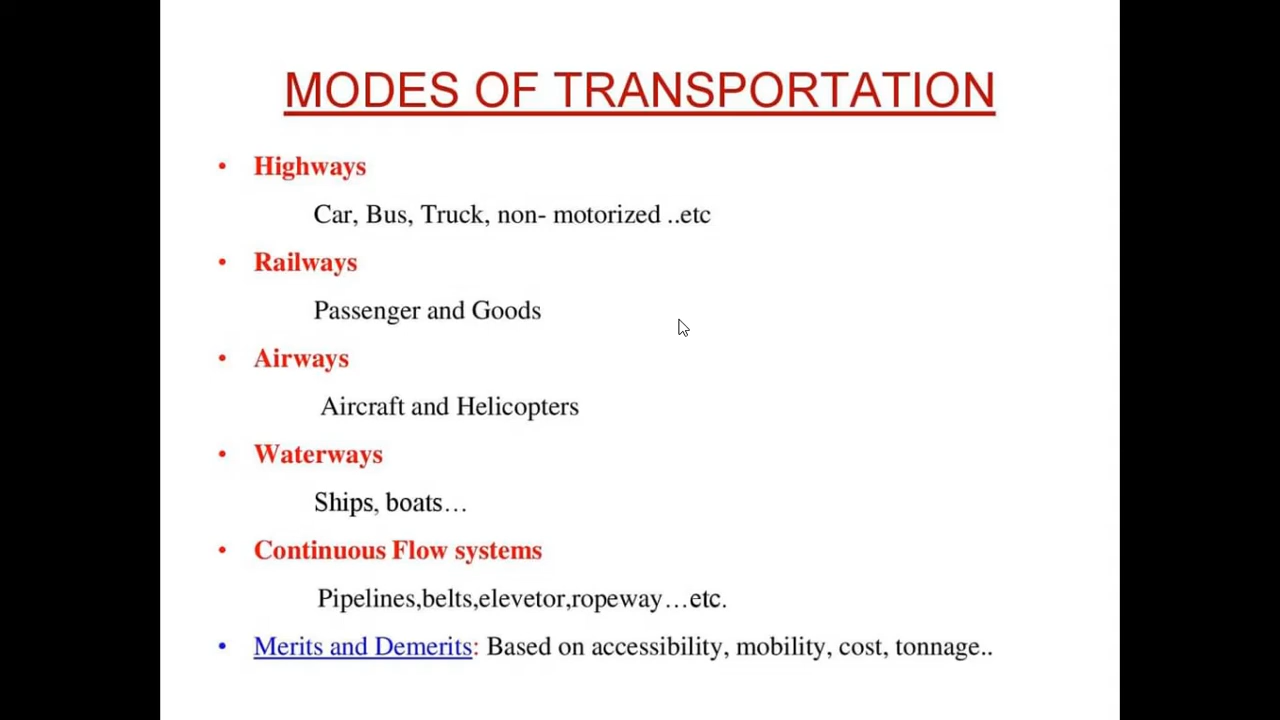 MODES OF TRANSPORTATION
• Highways
Car, Bus, Truck, non- motorized ..etc
• Railways
Passenger and Goods
• Airways
Aircraft and Helicopters
• Waterways
Ships, boats…
• Continuous Flow systems
Pipelines,belts,elevetor,ropeway…etc.
• Merits and Demerits: Based on accessibility, mobility, cost, tonnage..